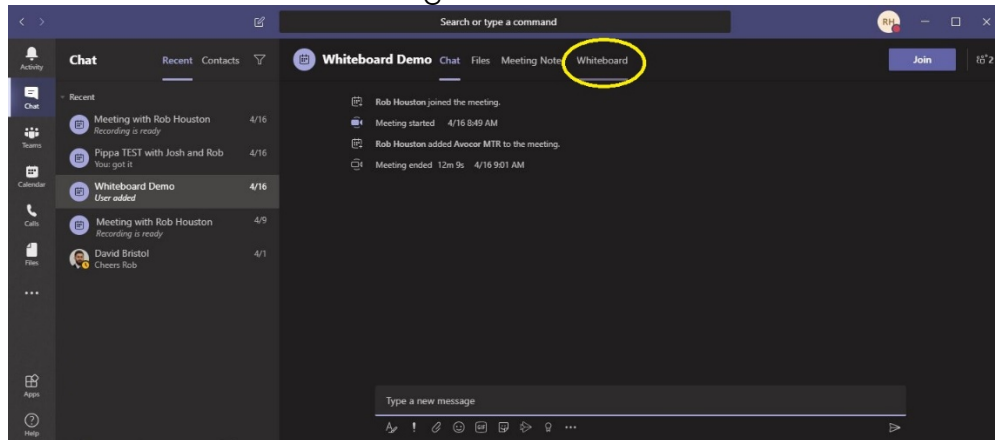 Search or type a command
RH
Activity
Chat
Teams
Calendar
Calls
Files
Apps
Help
Chat Recent Contacts
Recent
Meeting with Rob Houston 4/16
Recording is ready
Pippa TEST with Josh and Rob 4/16
You: got it
Whiteboard Demo 4/16
User added
Meeting with Rob Houston 4/9
Recording is ready
David Bristol 4/1
Cheers Rob
Whiteboard Demo Chat Files Meeting Note Whiteboard
Join
2
Rob Houston joined the meeting.
Meeting started 4/16 8:49 AM
Rob Houston added Avocor MTR to the meeting.
Meeting ended 12m 9s 4/16 9:01 AM
Type a new message
GIF